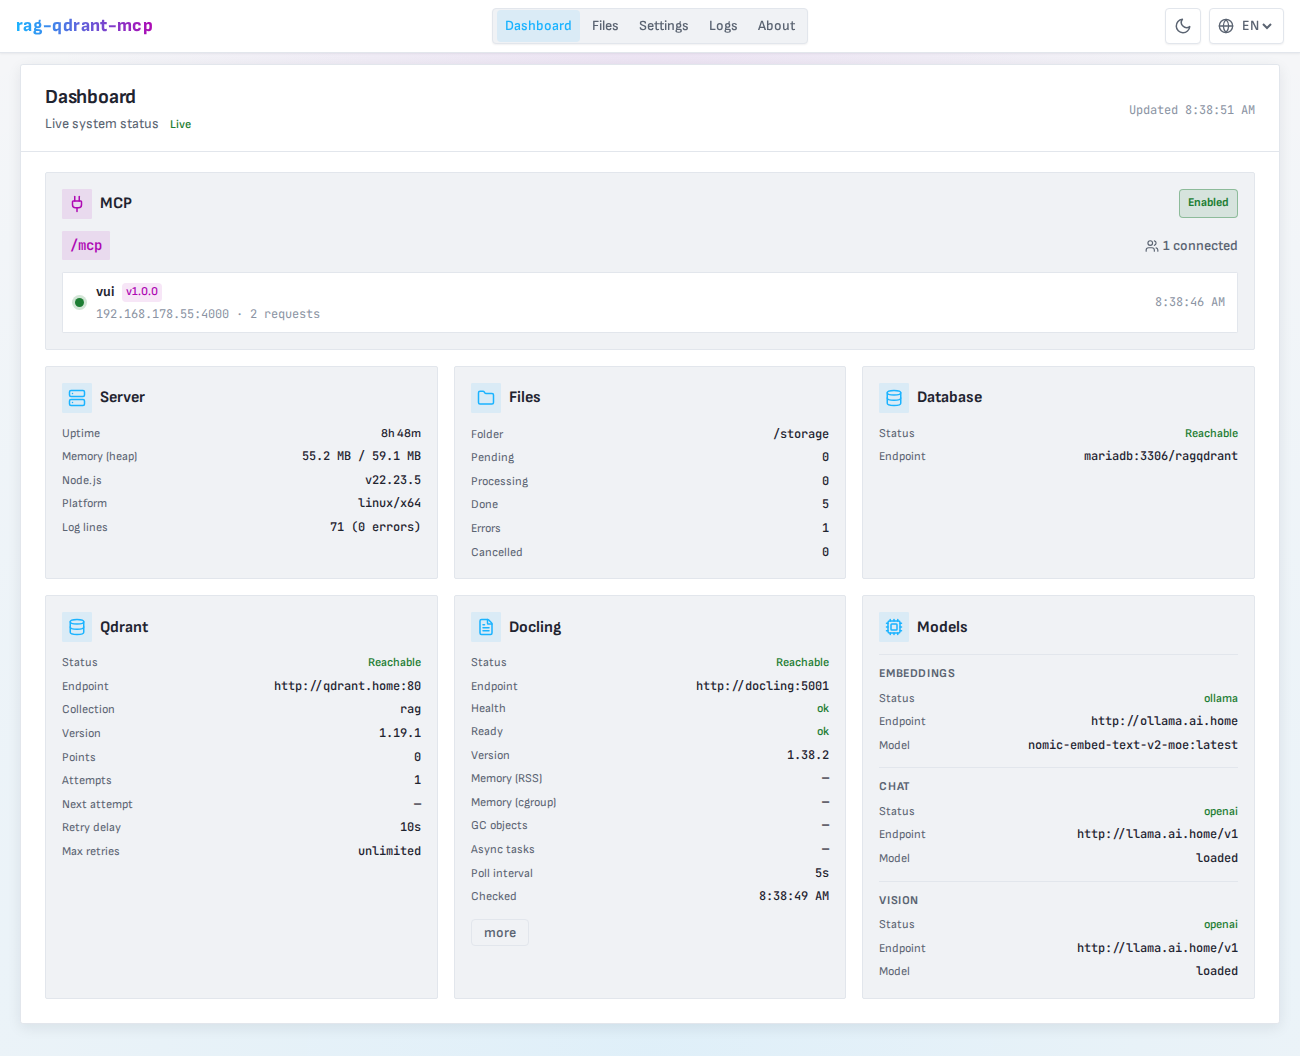 rag-qdrant-mcp
Dashboard Files Settings Logs About
EN
Dashboard
Live system status Live
Updated 8:38:51 AM
MCP
Enabled
/mcp
1 connected
vui v1.0.0
192.168.178.55:4000 · 2 requests
8:38:46 AM
Server
Uptime 8h 48m
Memory (heap) 55.2 MB / 59.1 MB
Node.js v22.23.5
Platform linux/x64
Log lines 71 (0 errors)
Files
Folder /storage
Pending 0
Processing 0
Done 5
Errors 1
Cancelled 0
Database
Status Reachable
Endpoint mariadb:3306/ragqdrant
Qdrant
Status Reachable
Endpoint http://qdrant.home:80
Collection rag
Version 1.19.1
Points 0
Attempts 1
Next attempt —
Retry delay 10s
Max retries unlimited
Docling
Status Reachable
Endpoint http://docling:5001
Health ok
Ready ok
Version 1.38.2
Memory (RSS) —
Memory (cgroup) —
GC objects —
Async tasks —
Poll interval 5s
Checked 8:38:49 AM
more
Models
EMBEDDINGS
Status ollama
Endpoint http://ollama.ai.home
Model nomic-embed-text-v2-moe:latest
CHAT
Status openai
Endpoint http://llama.ai.home/v1
Model loaded
VISION
Status openai
Endpoint http://llama.ai.home/v1
Model loaded